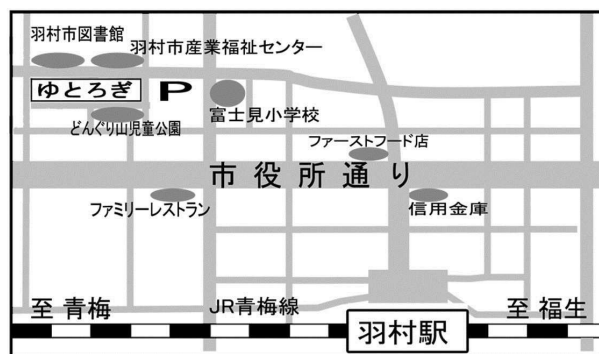 羽村市図書館
羽村市産業福祉センター
ゆとろぎ
P
富士見小学校
どんぐり山児童公園
ファーストフード店
市役所通り
ファミリーレストラン
信用金庫
至 青梅
JR青梅線
至 福生
羽村駅